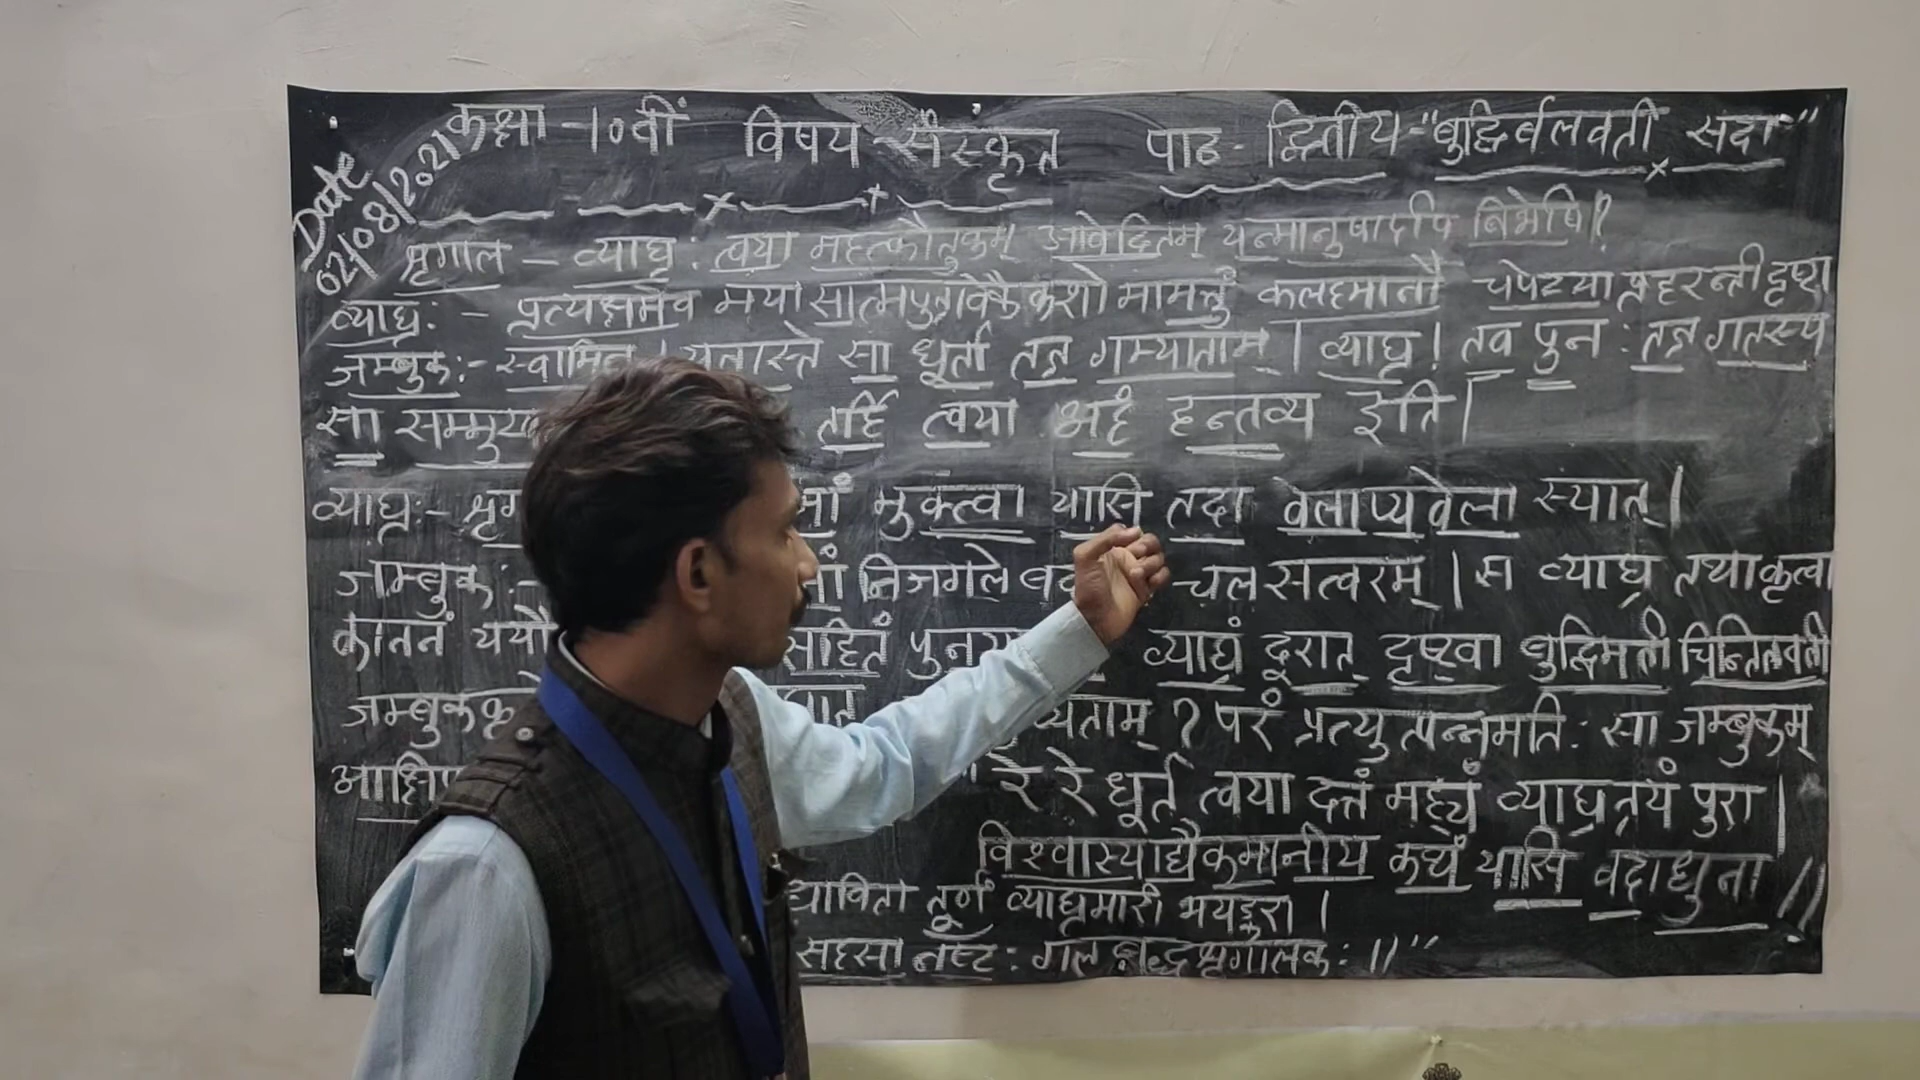 Date
02/08/2021
कक्षा -10वीं विषय - संस्कृत पाठ - द्वितीय - "बुद्धिर्बलवती सदा"
शृगाल - व्याघ्र : त्वया महत्कौतुकम् आवेदितम् यन्मानुषादपि बिभेषि?
व्याघ्र: - प्रत्यक्षमेव मया सात्मपुत्रावेकैकशो मामत्तुं कलहमानौ चपेटया प्रहरन्ती दृष्टा
जम्बुक:- स्वामिन्! यत्रास्ते सा धूर्ता तत्र गम्यताम् । व्याघ्र! तव पुन : तत्र गतस्य
सा सम्मुख तर्हि त्वया अहं हन्तव्य इति ।
व्याघ्र:- मां मुक्त्वा यासि तदा वेलाप्यवेला स्यात् ।
जम्बुक:- मां निजगले चल सत्वरम् । स व्याघ्र तथाकृत्वा
काननं ययौ सहितं व्याघ्रं दूरात् दृष्ट्वा बुद्धिमती चिन्तितवती
जम्बुककृ ? परं प्रत्युत्पन्नमति: सा जम्बुकम्
रे रे धूर्त त्वया दत्तं मह्यं व्याघ्रत्रयं पुरा ।
विश्वास्याद्यैकमानीय कथं यासि वदाधुना ॥
धाविता तूर्णं व्याघ्रमारी भयङ्करा ।
सहसा नष्ट: गलबद्धशृगालक: ॥"